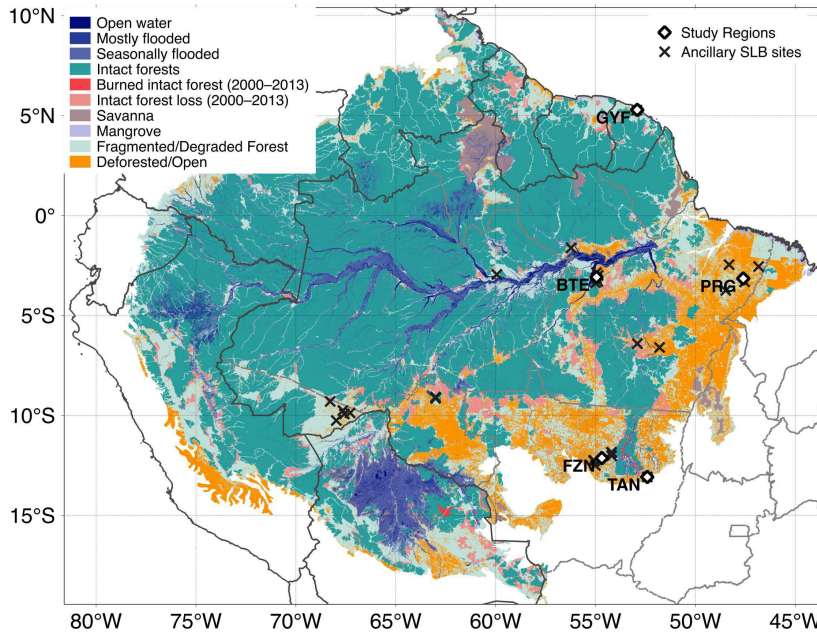 Open water
Mostly flooded
Seasonally flooded
Intact forests
Burned intact forest (2000–2013)
Intact forest loss (2000–2013)
Savanna
Mangrove
Fragmented/Degraded Forest
Deforested/Open
Study Regions
Ancillary SLB sites
10°N
5°N
0°
5°S
10°S
15°S
GYF
BTE
PRG
FZN
TAN
80°W
75°W
70°W
65°W
60°W
55°W
50°W
45°W